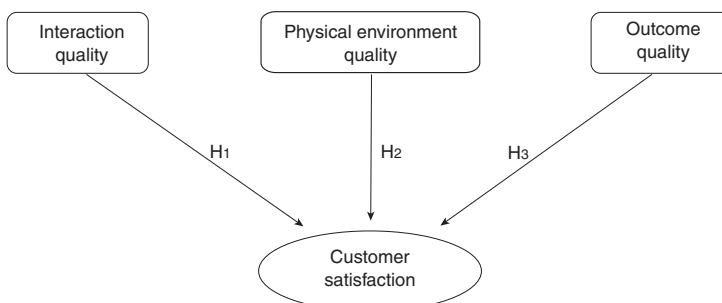 Interaction
quality
Physical environment
quality
Outcome
quality
H1
H2
H3
Customer
satisfaction